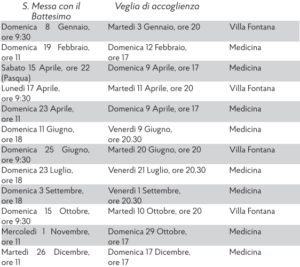 S. Messa con il Veglia di accoglienza
Battesimo
Domenica 8 Gennaio, Martedì 3 Gennaio, ore 20 Villa Fontana
ore 9:30
Domenica 19 Febbraio, Domenica 12 Febbraio, Medicina
ore 11 ore 17
Sabato 15 Aprile, ore 22 Domenica 9 Aprile, ore 17 Medicina
(Pasqua)
Lunedì 17 Aprile, Martedì 11 Aprile, ore 20 Villa Fontana
ore 9:30
Domenica 23 Aprile, Domenica 9 Aprile, ore 17 Medicina
ore 11
Domenica 11 Giugno, Venerdì 9 Giugno, Medicina
ore 18 ore 20.30
Domenica 25 Giugno, Martedì 20 Giugno, ore 20 Villa Fontana
ore 9:30
Domenica 23 Luglio, Venerdì 21 Luglio, ore 20.30 Medicina
ore 18
Domenica 3 Settembre, Venerdì 1 Settembre, Medicina
ore 18 ore 20.30
Domenica 15 Ottobre, Martedì 10 Ottobre, ore 20 Villa Fontana
ore 9:30
Mercoledì 1 Novembre, Domenica 29 Ottobre, Medicina
ore 11 ore 17
Martedì 26 Dicembre, Domenica 17 Dicembre, Medicina
ore 11 ore 17